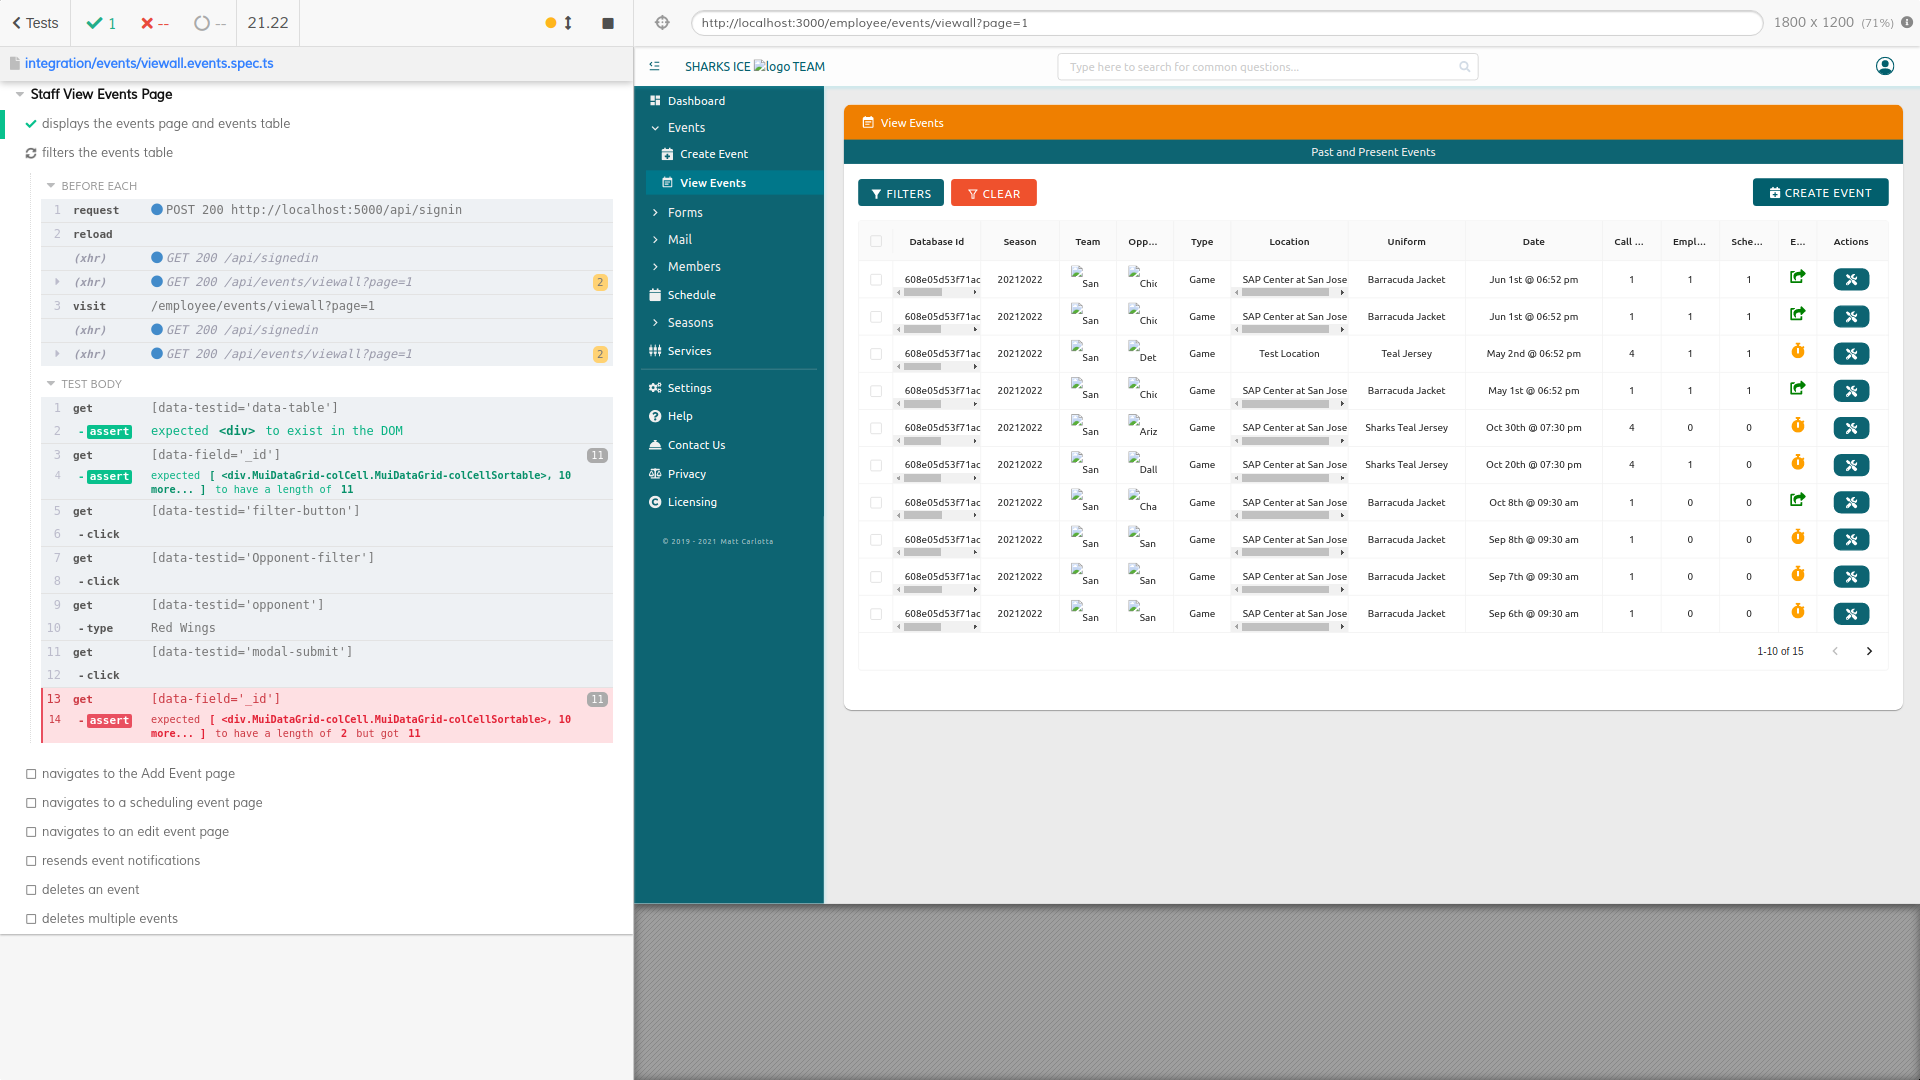 Tests
1
--
--
21.22
http://localhost:3000/employee/events/viewall?page=1
1800 x 1200 (71%)
integration/events/viewall.events.spec.ts
Staff View Events Page
displays the events page and events table
filters the events table
BEFORE EACH
1 request POST 200 http://localhost:5000/api/signin
2 reload
(xhr) GET 200 /api/signedin
(xhr) GET 200 /api/events/viewall?page=1 2
3 visit /employee/events/viewall?page=1
(xhr) GET 200 /api/signedin
(xhr) GET 200 /api/events/viewall?page=1 2
TEST BODY
1 get [data-testid='data-table']
2 -assert expected <div> to exist in the DOM
3 get [data-field='_id'] 11
4 -assert expected [ <div.MuiDataGrid-colCell.MuiDataGrid-colCellSortable>, 10
more... ] to have a length of 11
5 get [data-testid='filter-button']
6 -click
7 get [data-testid='Opponent-filter']
8 -click
9 get [data-testid='opponent']
10 -type Red Wings
11 get [data-testid='modal-submit']
12 -click
13 get [data-field='_id'] 11
14 -assert expected [ <div.MuiDataGrid-colCell.MuiDataGrid-colCellSortable>, 10
more... ] to have a length of 2 but got 11
navigates to the Add Event page
navigates to a scheduling event page
navigates to an edit event page
resends event notifications
deletes an event
deletes multiple events
SHARKS ICE logo TEAM
Type here to search for common questions...
Dashboard
Events
Create Event
View Events
Forms
Mail
Members
Schedule
Seasons
Services
Settings
Help
Contact Us
Privacy
Licensing
© 2019 - 2021 Matt Carlotta
View Events
Past and Present Events
FILTERS
CLEAR
CREATE EVENT
Database Id Season Team Opp... Type Location Uniform Date Call ... Empl... Sche... E... Actions
608e05d53f71ac 20212022 San Chic Game SAP Center at San Jose Barracuda Jacket Jun 1st @ 06:52 pm 1 1 1
608e05d53f71ac 20212022 San Chic Game SAP Center at San Jose Barracuda Jacket Jun 1st @ 06:52 pm 1 1 1
608e05d53f71ac 20212022 San Det Game Test Location Teal Jersey May 2nd @ 06:52 pm 4 1 1
608e05d53f71ac 20212022 San Chic Game SAP Center at San Jose Barracuda Jacket May 1st @ 06:52 pm 1 1 1
608e05d53f71ac 20212022 San Ariz Game SAP Center at San Jose Sharks Teal Jersey Oct 30th @ 07:30 pm 4 0 0
608e05d53f71ac 20212022 San Dall Game SAP Center at San Jose Sharks Teal Jersey Oct 20th @ 07:30 pm 4 1 0
608e05d53f71ac 20212022 San Cha Game SAP Center at San Jose Barracuda Jacket Oct 8th @ 09:30 am 1 0 0
608e05d53f71ac 20212022 San San Game SAP Center at San Jose Barracuda Jacket Sep 8th @ 09:30 am 1 0 0
608e05d53f71ac 20212022 San San Game SAP Center at San Jose Barracuda Jacket Sep 7th @ 09:30 am 1 0 0
608e05d53f71ac 20212022 San San Game SAP Center at San Jose Barracuda Jacket Sep 6th @ 09:30 am 1 0 0
1-10 of 15